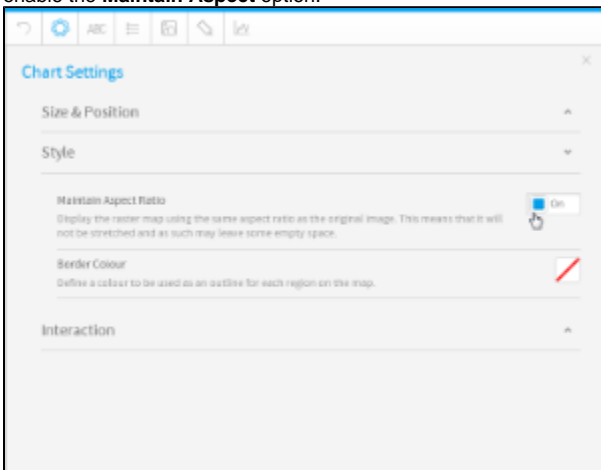 enable the Maintain Aspect option.
ABC
Chart Settings
Size & Position
Style
Maintain Aspect Ratio
On
Display the raster map using the same aspect ratio as the original image. This means that it will
not be stretched and as such may leave some empty space.
Border Colour
Define a colour to be used as an outline for each region on the map.
Interaction